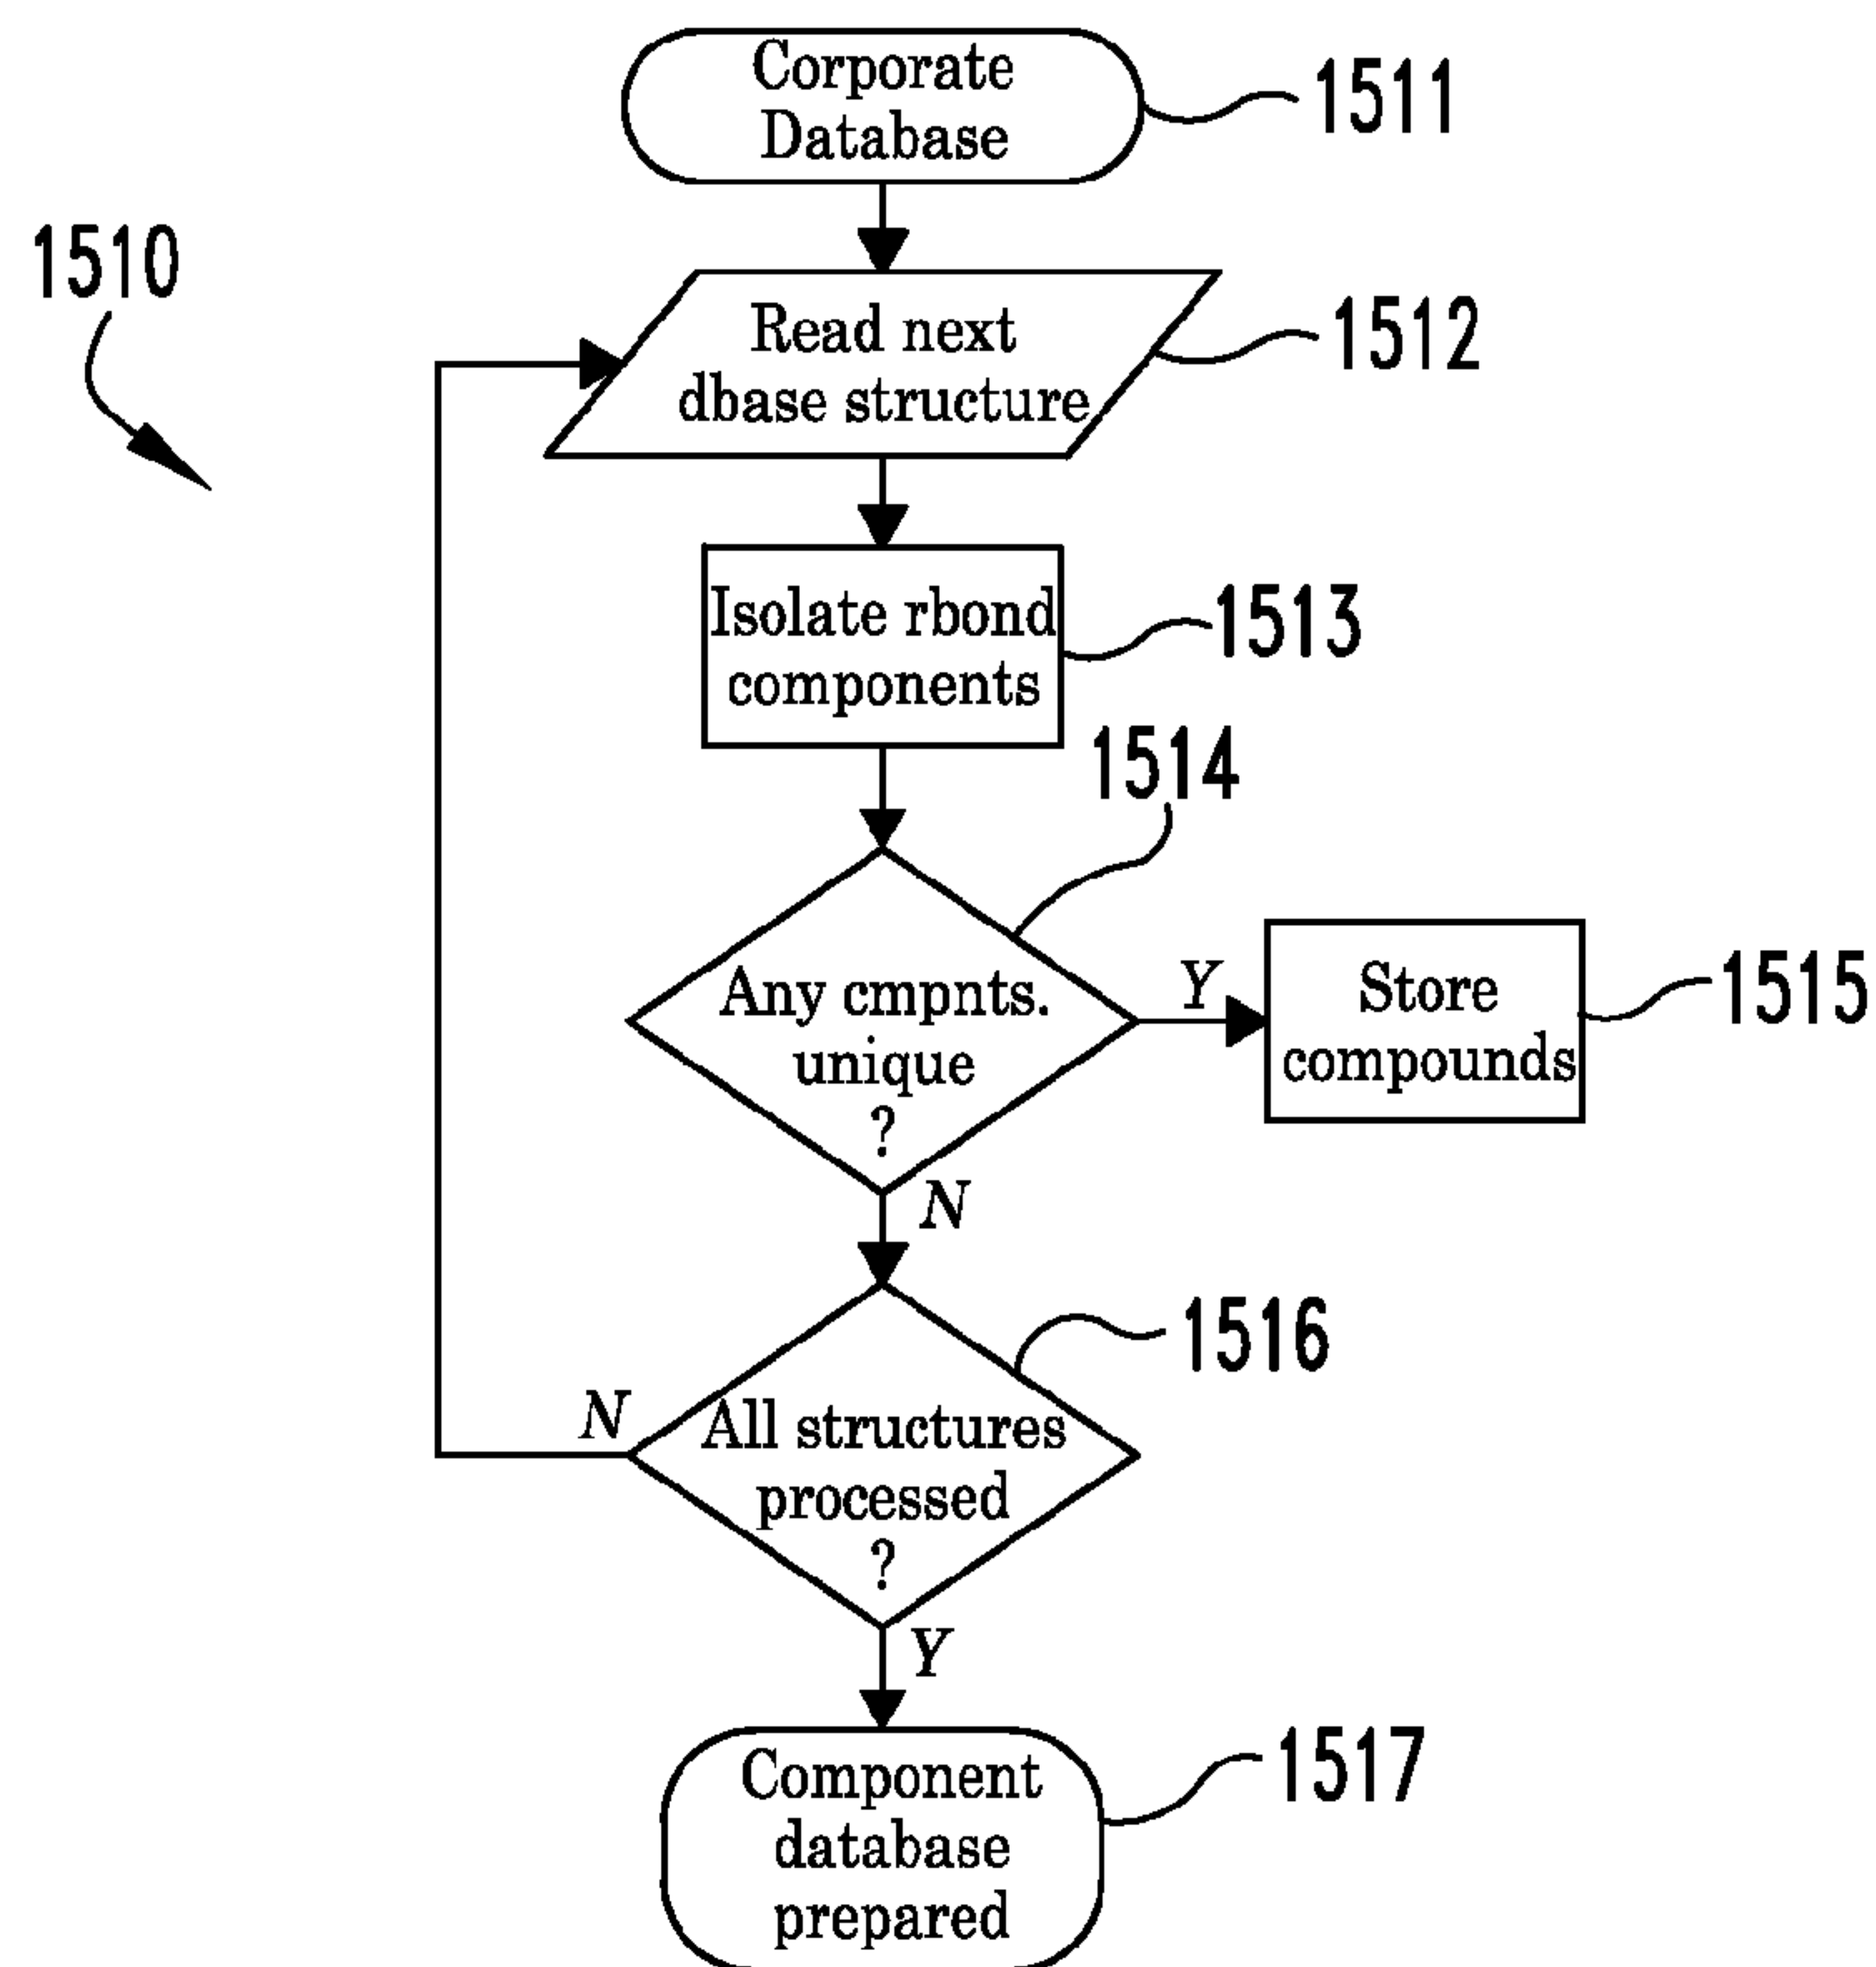 Corporate
Database
1511
1510
Read next
dbase structure
1512
Isolate rbond
components
1513
1514
Any cmpnts.
unique
?
Y
Store
compounds
1515
N
1516
N
All structures
processed
?
Y
Component
database
prepared
1517